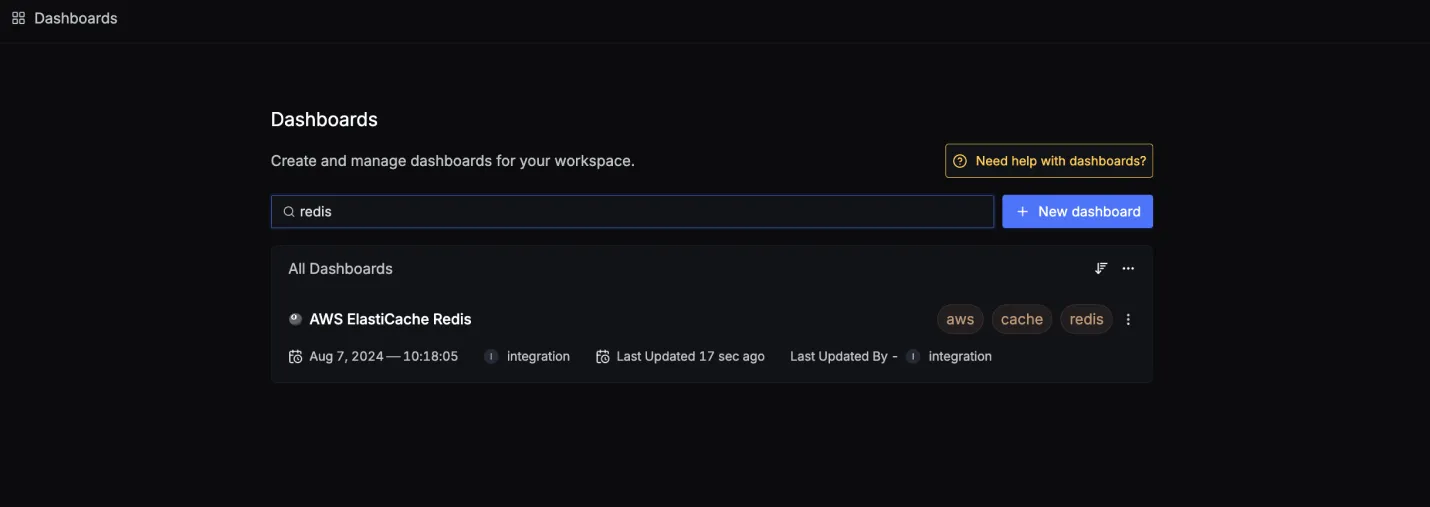 Dashboards
Dashboards
Create and manage dashboards for your workspace.
Need help with dashboards?
redis
New dashboard
All Dashboards
AWS ElastiCache Redis
aws cache redis
Aug 7, 2024 — 10:18:05 I integration Last Updated 17 sec ago Last Updated By - I integration